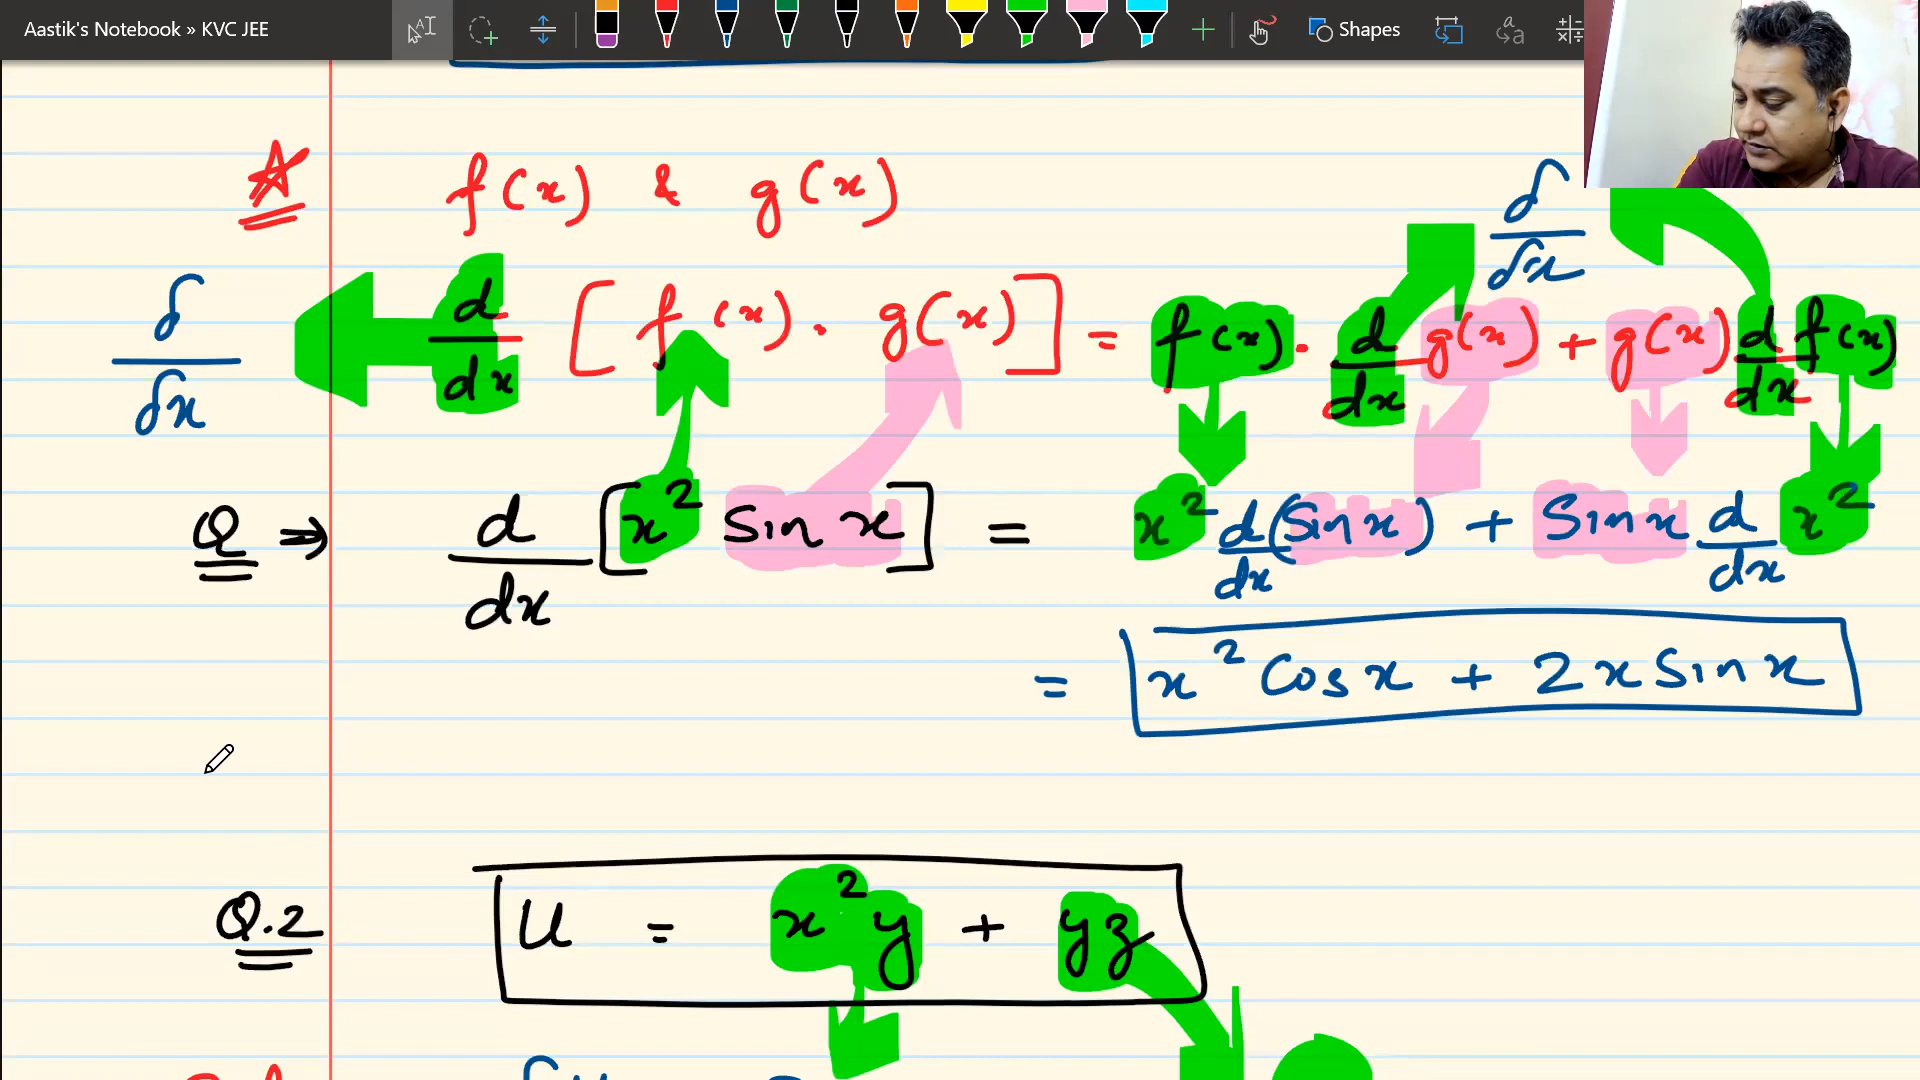 Aastik's Notebook » KVC JEE
Shapes
f(x) & g(x)
δ/δx
δ/δx d/dx [f(x) . g(x)] = f(x) . d/dx g(x) + g(x) d/dx f(x)
Q ⇒ d/dx [x² Sin x] = x² d/dx (Sin x) + Sin x d/dx x²
= x² Cos x + 2x Sin x
Q.2 U = x²y + yz